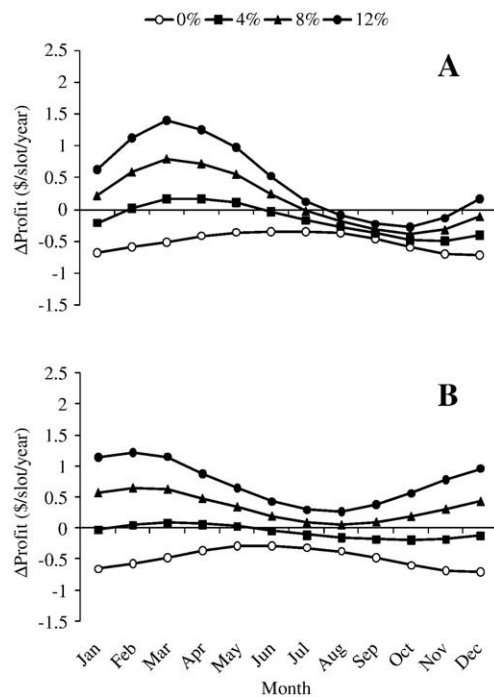 0% 4% 8% 12%
A
2.5
2
1.5
1
0.5
0
-0.5
-1
-1.5
ΔProfit ($/slot/year)
B
2.5
2
1.5
1
0.5
0
-0.5
-1
-1.5
ΔProfit ($/slot/year)
Jan Feb Mar Apr May Jun Jul Aug Sep Oct Nov Dec
Month